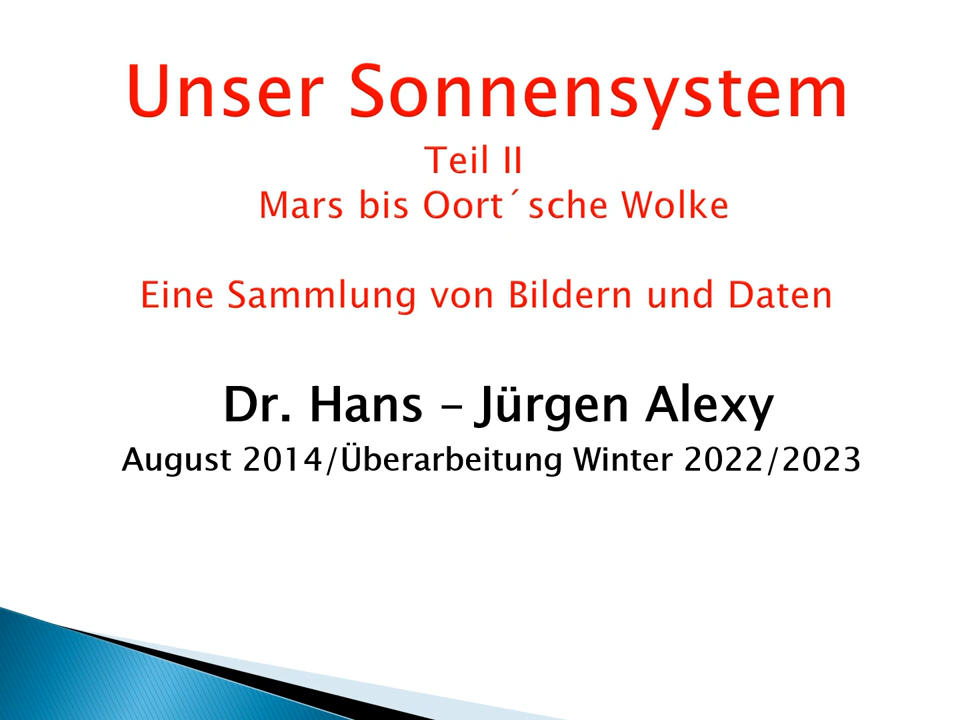 Unser Sonnensystem
Teil II
Mars bis Oort´sche Wolke
Eine Sammlung von Bildern und Daten
Dr. Hans – Jürgen Alexy
August 2014/Überarbeitung Winter 2022/2023